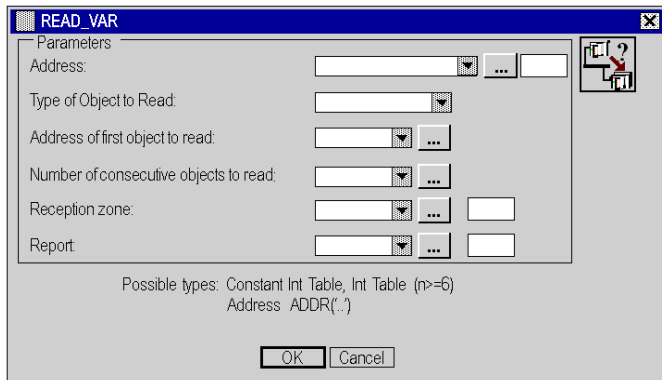 READ_VAR
Parameters
Address:
...
Type of Object to Read:
Address of first object to read:
...
Number of consecutive objects to read:
...
Reception zone:
...
Report:
...
?
Possible types: Constant Int Table, Int Table (n>=6)
Address ADDR('..')
OK Cancel